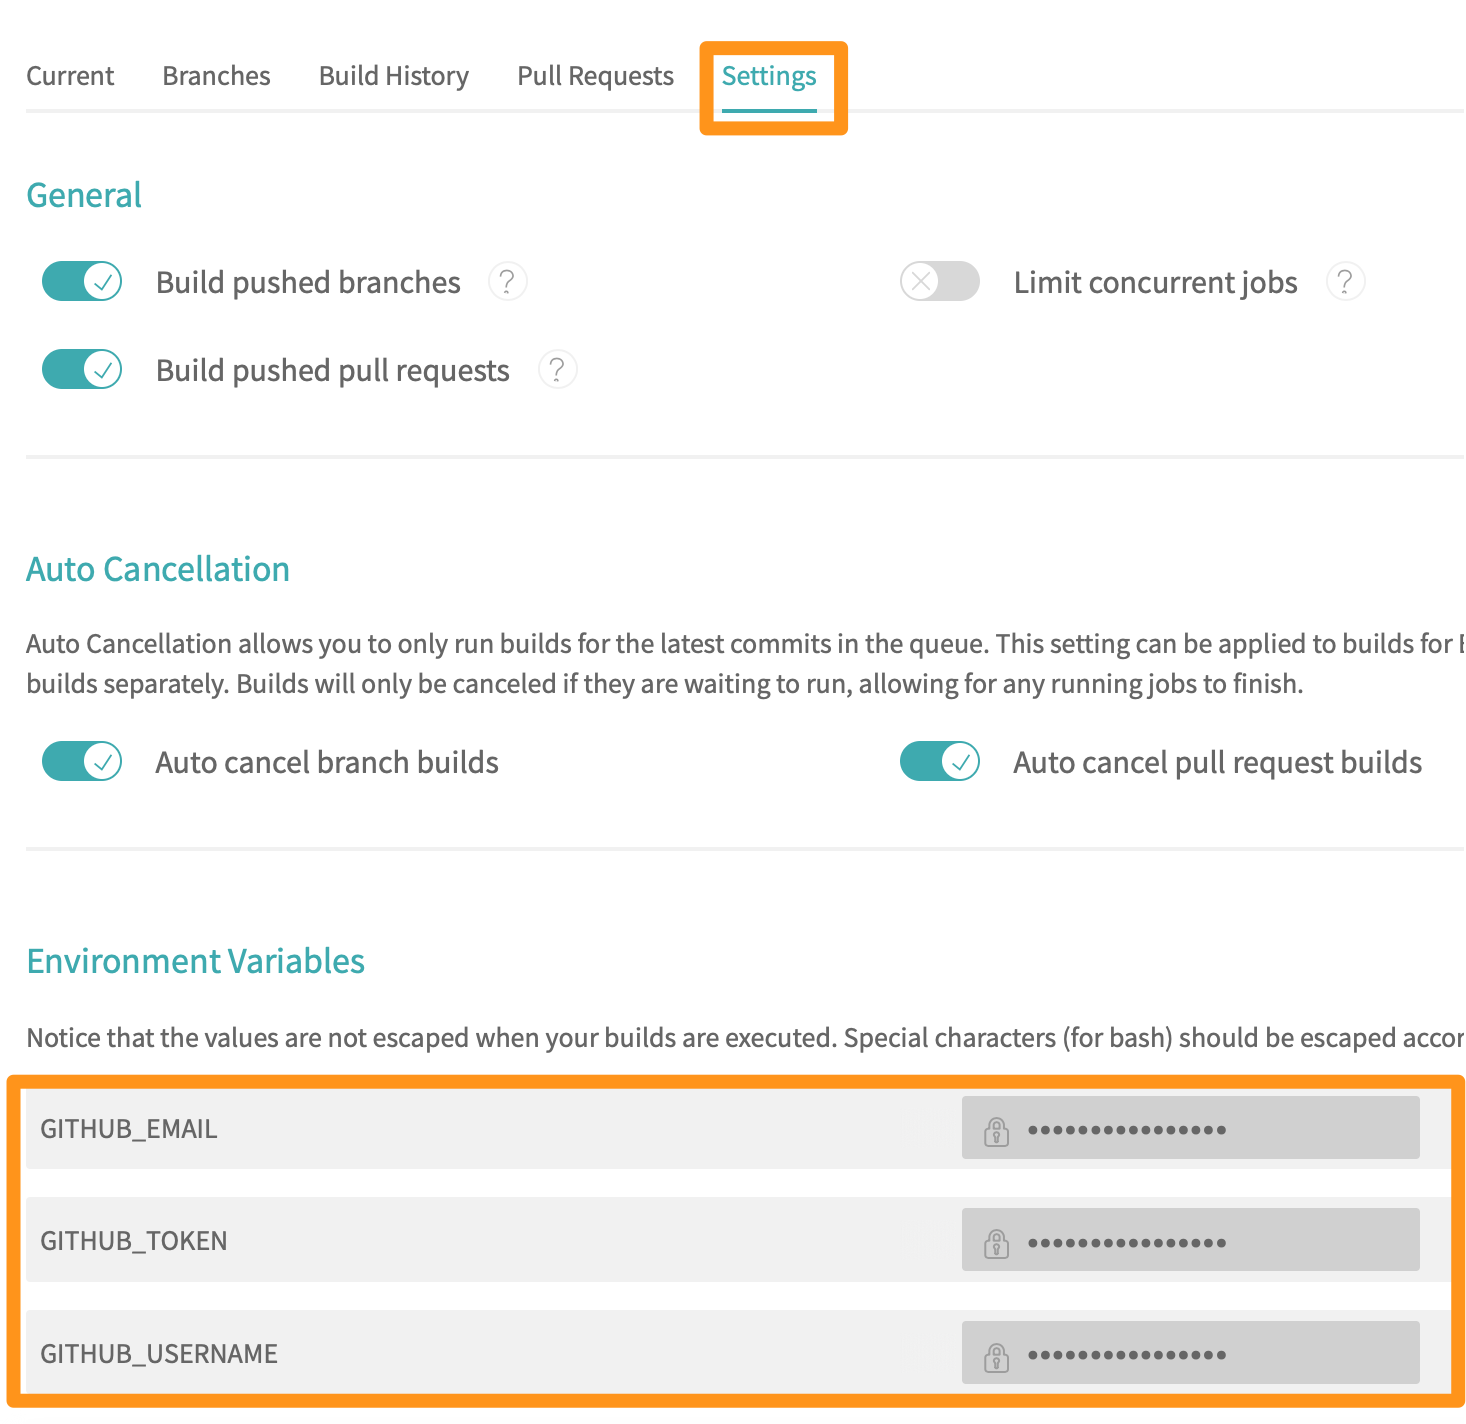 Current Branches Build History Pull Requests Settings
General
Build pushed branches ? Limit concurrent jobs ?
Build pushed pull requests ?
Auto Cancellation
Auto Cancellation allows you to only run builds for the latest commits in the queue. This setting can be applied to builds for
builds separately. Builds will only be canceled if they are waiting to run, allowing for any running jobs to finish.
Auto cancel branch builds Auto cancel pull request builds
Environment Variables
Notice that the values are not escaped when your builds are executed. Special characters (for bash) should be escaped
GITHUB_EMAIL ••••••••••••••••
GITHUB_TOKEN ••••••••••••••••
GITHUB_USERNAME ••••••••••••••••